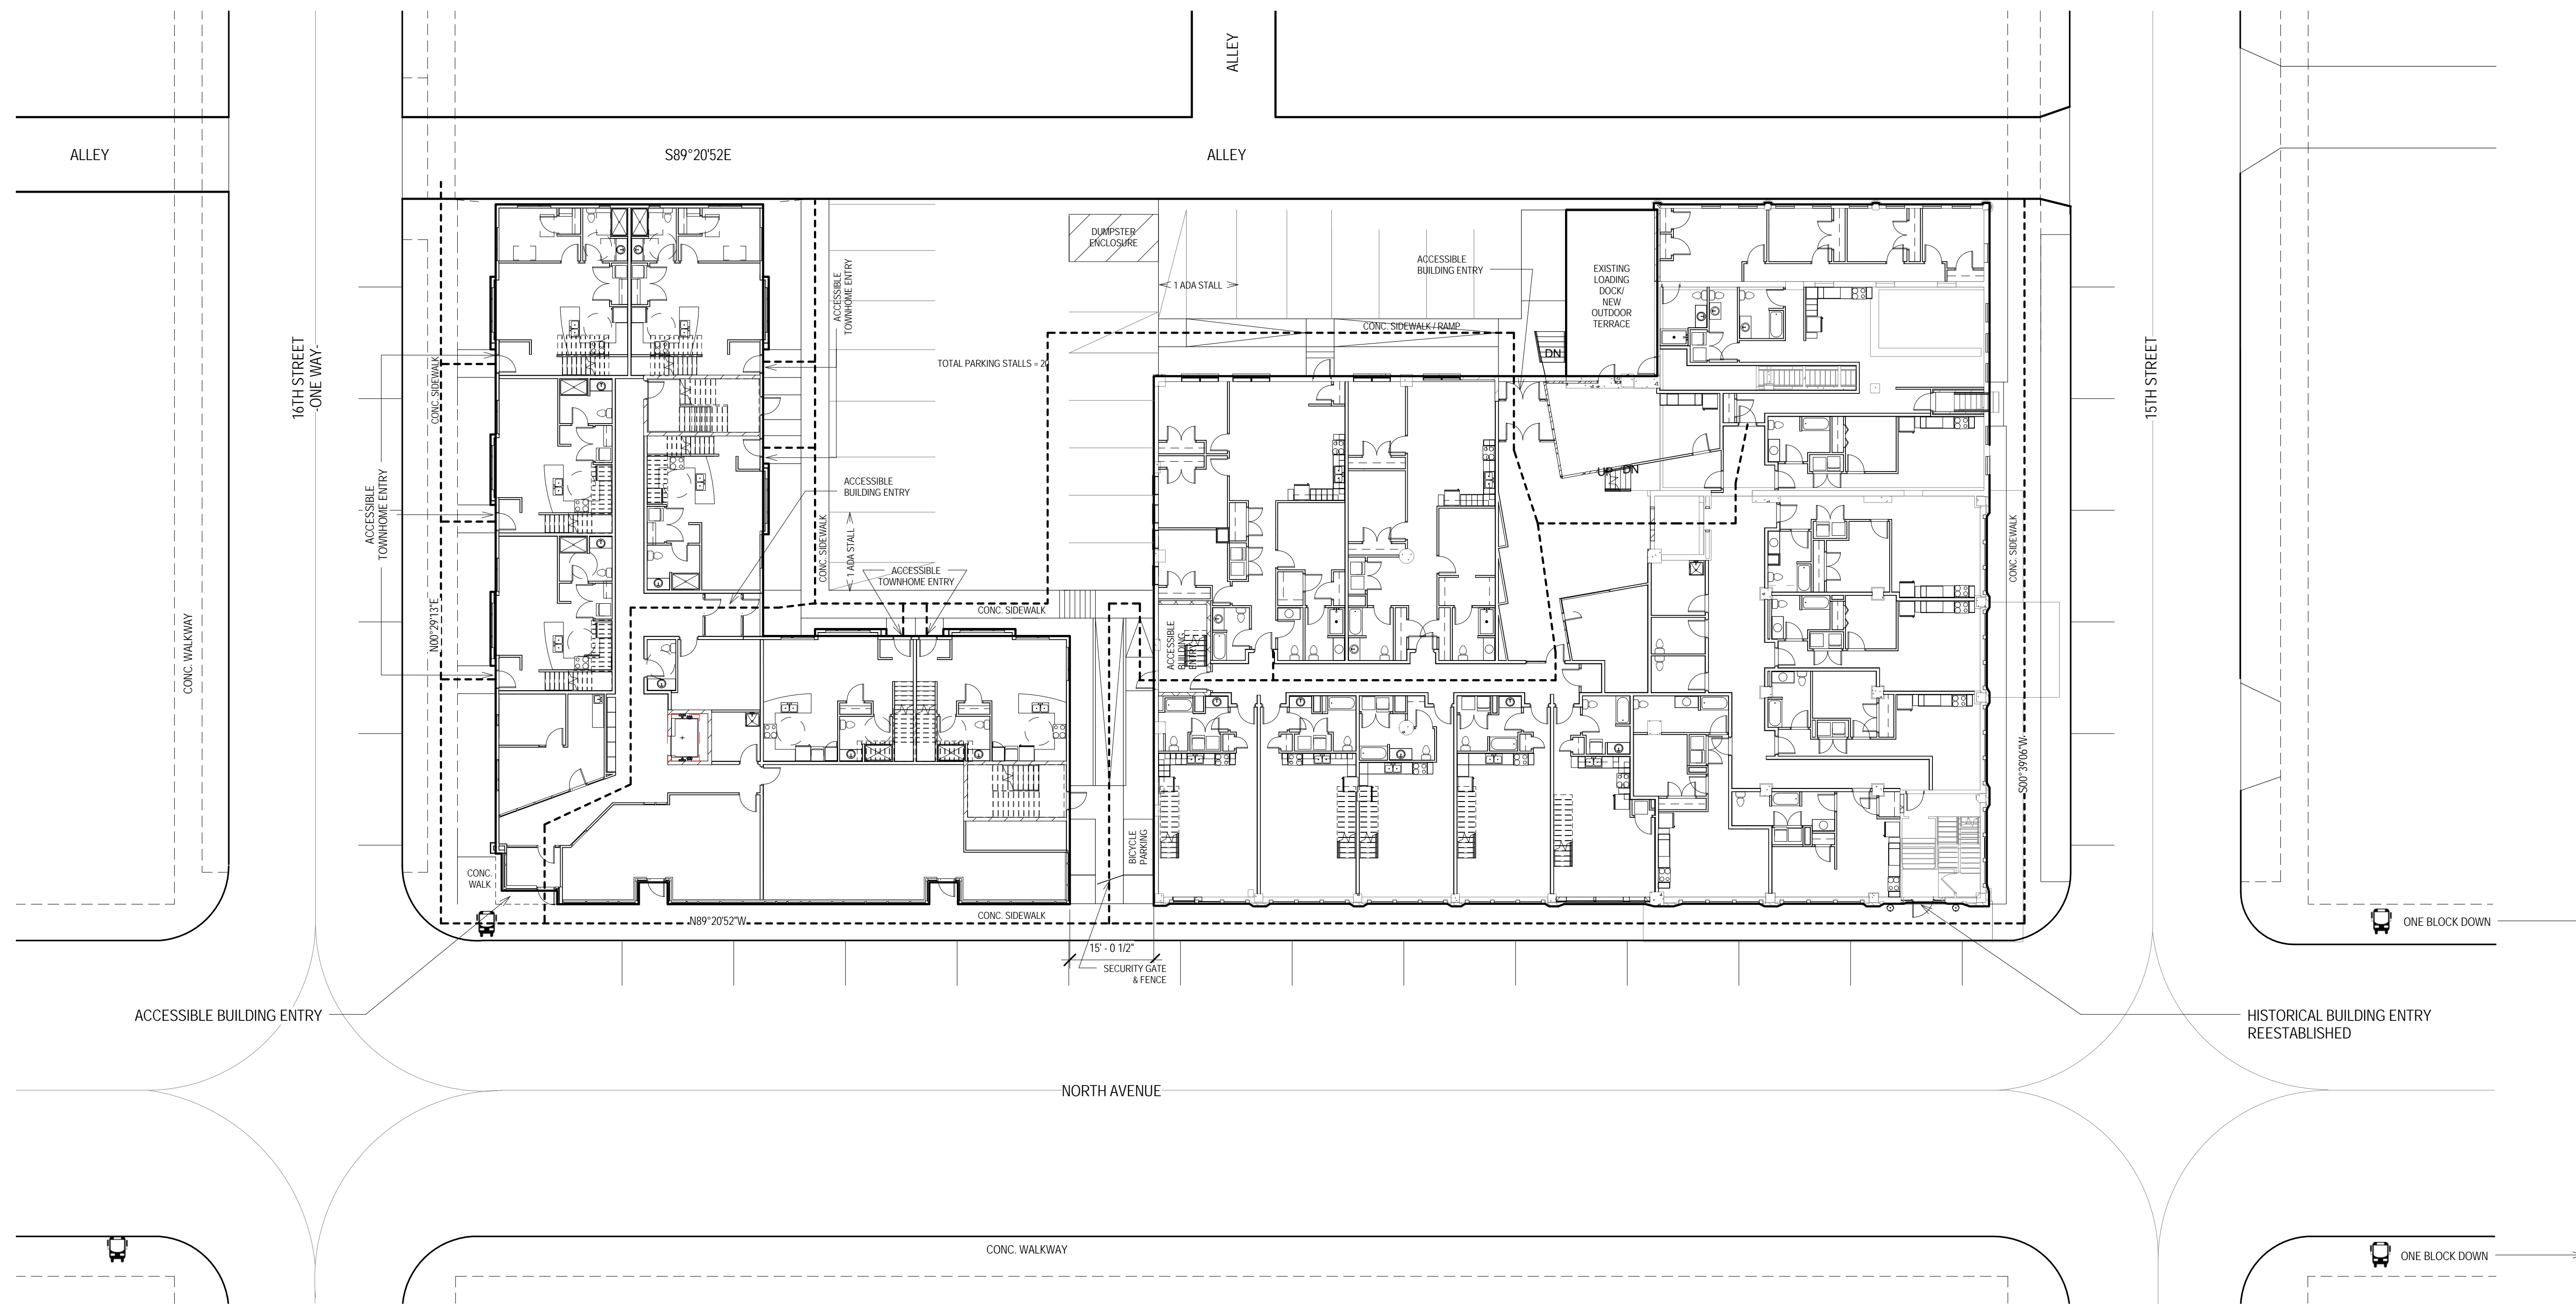 ALLEY
ALLEY
S89°20'52E
ALLEY
16TH STREET
-ONE WAY-
15TH STREET
DUMPSTER
ENCLOSURE
1 ADA STALL
ACCESSIBLE
BUILDING ENTRY
EXISTING
LOADING
DOCK/
NEW
OUTDOOR
TERRACE
CONC. SIDEWALK / RAMP
DN
ACCESSIBLE
TOWNHOME ENTRY
TOTAL PARKING STALLS = 20
CONC. SIDEWALK
ACCESSIBLE
TOWNHOME ENTRY
UP
DN
ACCESSIBLE
BUILDING ENTRY
CONC. SIDEWALK
1 ADA STALL
ACCESSIBLE
TOWNHOME ENTRY
CONC. SIDEWALK
CONC. SIDEWALK
N00°29'13"E
CONC. WALKWAY
ACCESSIBLE
BUILDING
ENTRY
S00°39'06"W
BICYCLE
PARKING
CONC.
WALK
N89°20'52"W
CONC. SIDEWALK
15' - 0 1/2"
SECURITY GATE
& FENCE
ONE BLOCK DOWN
ACCESSIBLE BUILDING ENTRY
HISTORICAL BUILDING ENTRY
REESTABLISHED
NORTH AVENUE
CONC. WALKWAY
ONE BLOCK DOWN